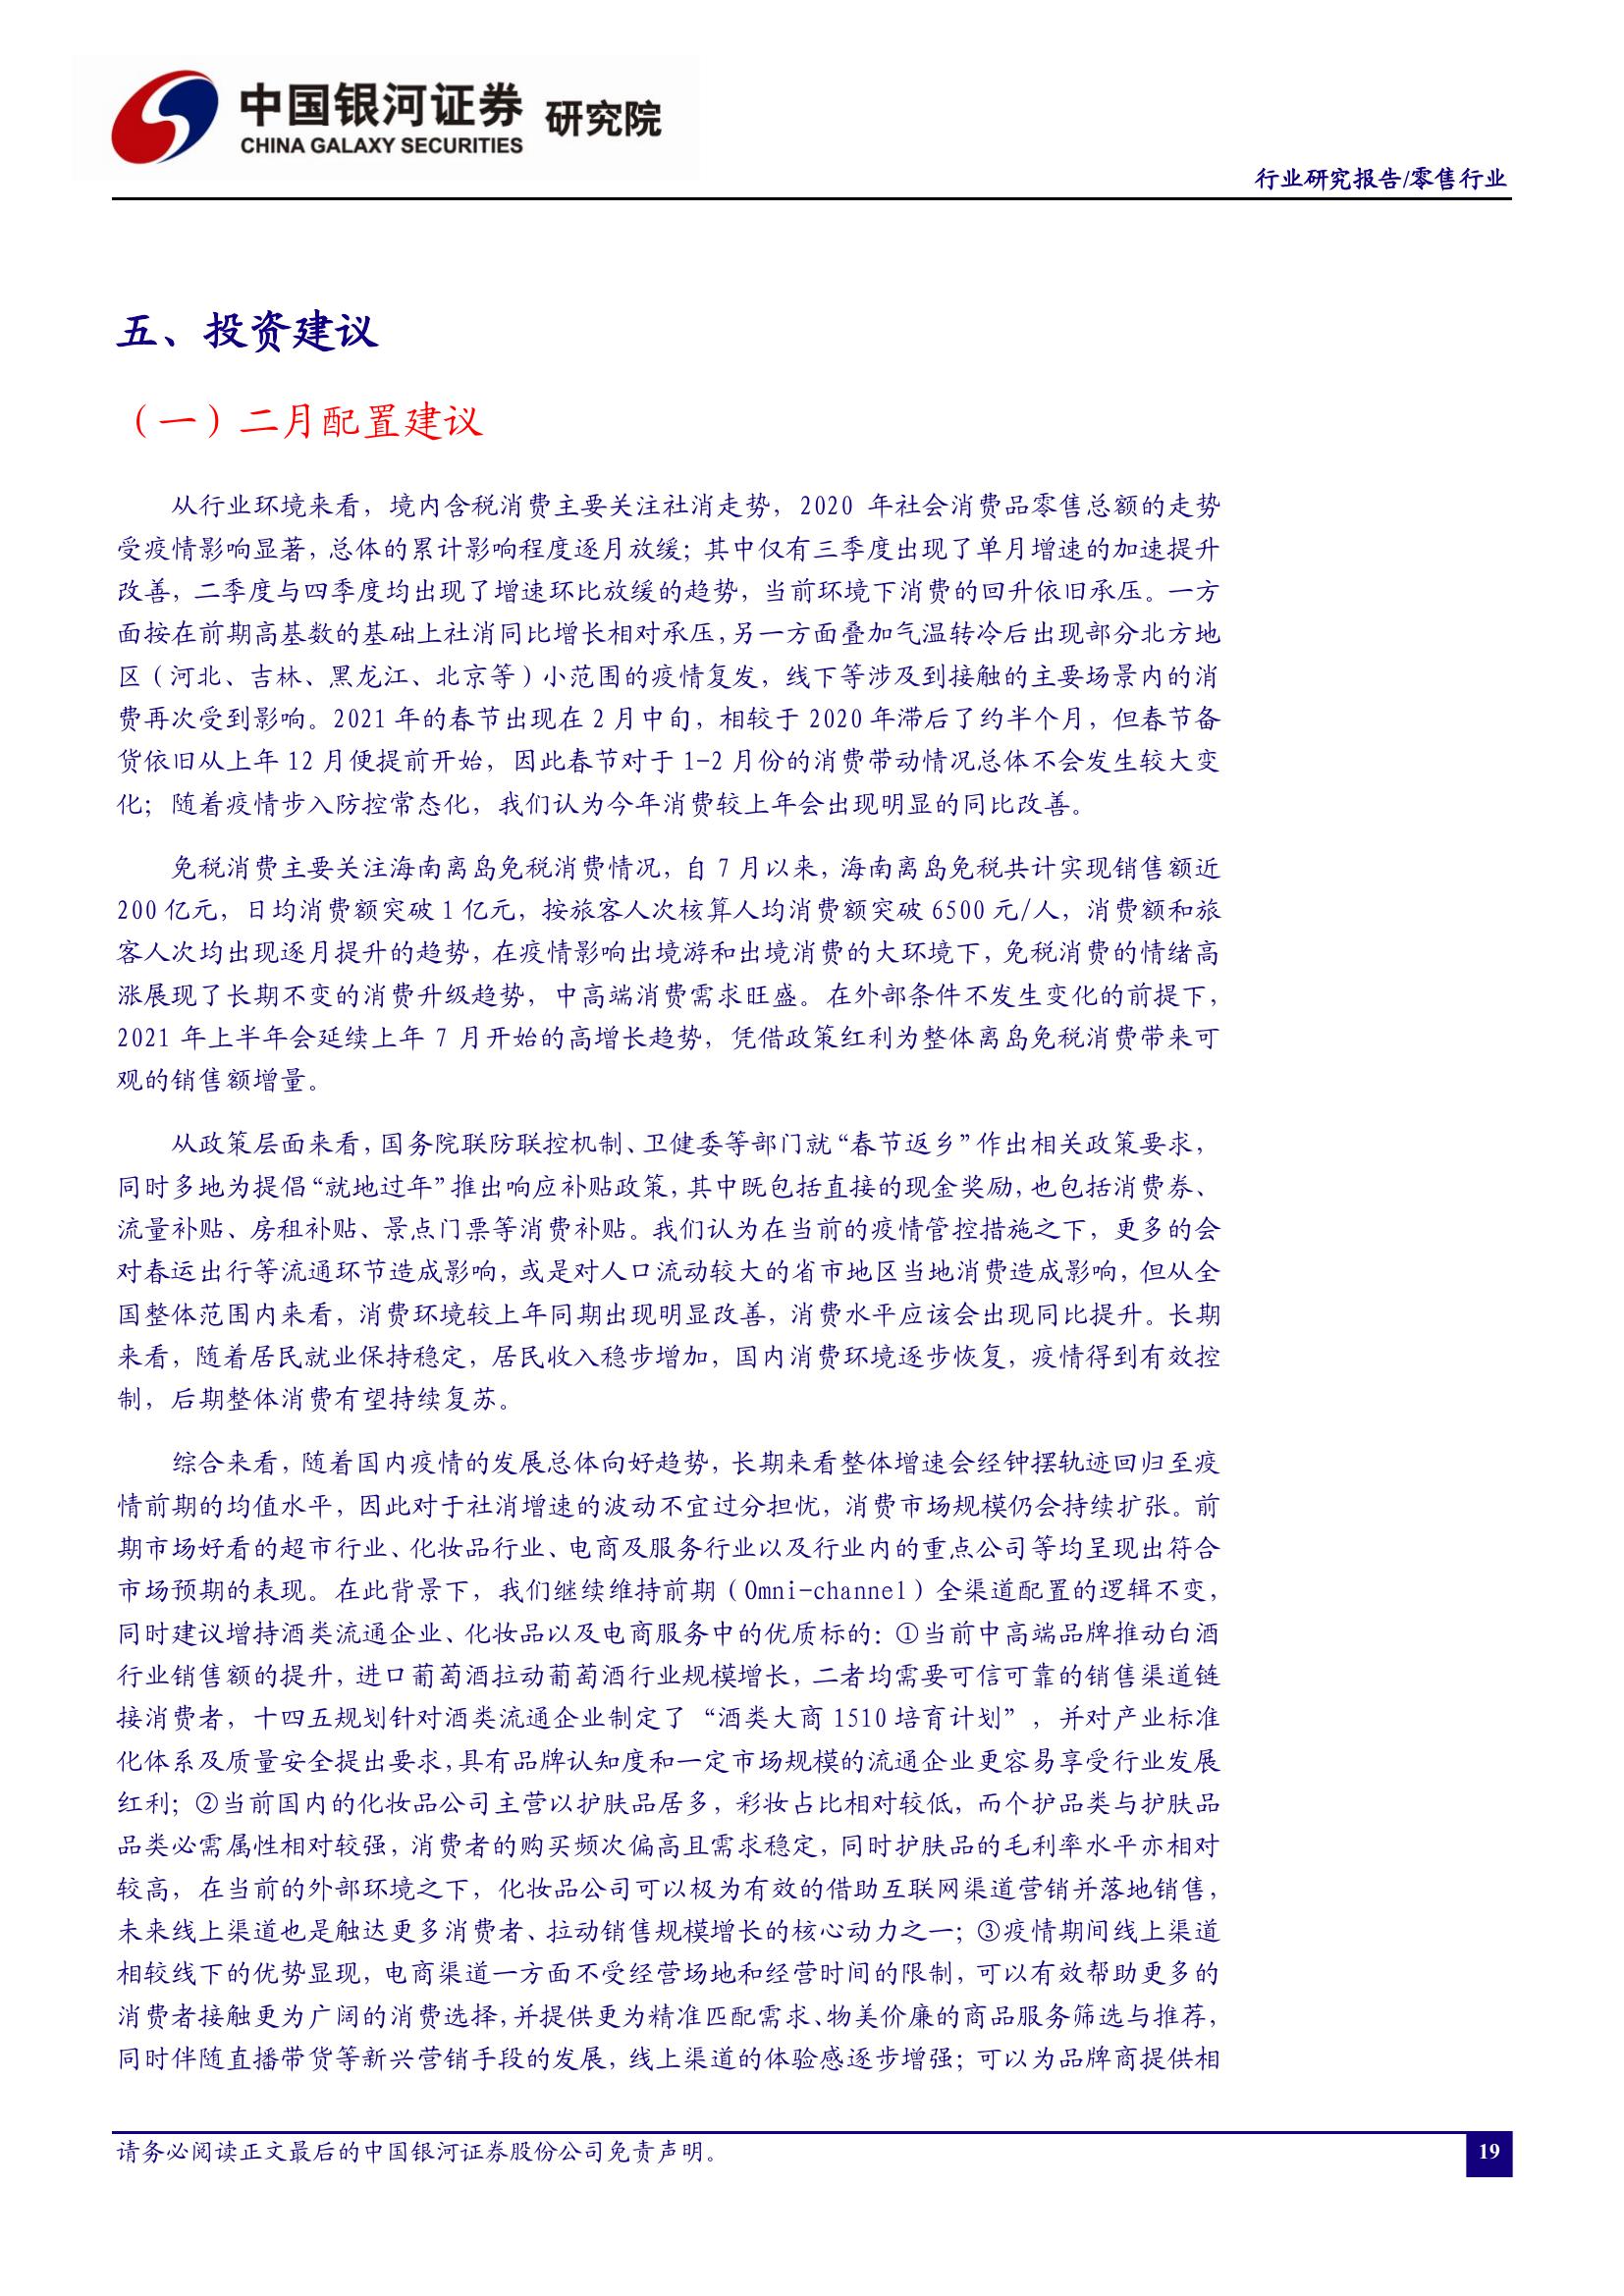 中国银河证券 研究院
CHINA GALAXY SECURITIES
行业研究报告/零售行业
五、投资建议
（一）二月配置建议
从行业环境来看，境内含税消费主要关注社消走势，2020 年社会消费品零售总额的走势
受疫情影响显著，总体的累计影响程度逐月放缓；其中仅有三季度出现了单月增速的加速提升
改善，二季度与四季度均出现了增速环比放缓的趋势，当前环境下消费的回升依旧承压。一方
面按在前期高基数的基础上社消同比增长相对承压，另一方面叠加气温转冷后出现部分北方地
区（河北、吉林、黑龙江、北京等）小范围的疫情复发，线下等涉及到接触的主要场景内的消
费再次受到影响。2021 年的春节出现在 2 月中旬，相较于 2020 年滞后了约半个月，但春节备
货依旧从上年 12 月便提前开始，因此春节对于 1-2 月份的消费带动情况总体不会发生较大变
化；随着疫情步入防控常态化，我们认为今年消费较上年会出现明显的同比改善。
免税消费主要关注海南离岛免税消费情况，自 7 月以来，海南离岛免税共计实现销售额近
200 亿元，日均消费额突破 1 亿元，按旅客人次核算人均消费额突破 6500 元/人，消费额和旅
客人次均出现逐月提升的趋势，在疫情影响出境游和出境消费的大环境下，免税消费的情绪高
涨展现了长期不变的消费升级趋势，中高端消费需求旺盛。在外部条件不发生变化的前提下，
2021 年上半年会延续上年 7 月开始的高增长趋势，凭借政策红利为整体离岛免税消费带来可
观的销售额增量。
从政策层面来看，国务院联防联控机制、卫健委等部门就“春节返乡”作出相关政策要求，
同时多地为提倡“就地过年”推出响应补贴政策，其中既包括直接的现金奖励，也包括消费券、
流量补贴、房租补贴、景点门票等消费补贴。我们认为在当前的疫情管控措施之下，更多的会
对春运出行等流通环节造成影响，或是对人口流动较大的省市地区当地消费造成影响，但从全
国整体范围内来看，消费环境较上年同期出现明显改善，消费水平应该会出现同比提升。长期
来看，随着居民就业保持稳定，居民收入稳步增加，国内消费环境逐步恢复，疫情得到有效控
制，后期整体消费有望持续复苏。
综合来看，随着国内疫情的发展总体向好趋势，长期来看整体增速会经钟摆轨迹回归至疫
情前期的均值水平，因此对于社消增速的波动不宜过分担忧，消费市场规模仍会持续扩张。前
期市场好看的超市行业、化妆品行业、电商及服务行业以及行业内的重点公司等均呈现出符合
市场预期的表现。在此背景下，我们继续维持前期（Omni-channel）全渠道配置的逻辑不变，
同时建议增持酒类流通企业、化妆品以及电商服务中的优质标的：①当前中高端品牌推动白酒
行业销售额的提升，进口葡萄酒拉动葡萄酒行业规模增长，二者均需要可信可靠的销售渠道链
接消费者，十四五规划针对酒类流通企业制定了“酒类大商 1510 培育计划”，并对产业标准
化体系及质量安全提出要求，具有品牌认知度和一定市场规模的流通企业更容易享受行业发展
红利；②当前国内的化妆品公司主营以护肤品居多，彩妆占比相对较低，而个护品类与护肤品
品类必需属性相对较强，消费者的购买频次偏高且需求稳定，同时护肤品的毛利率水平亦相对
较高，在当前的外部环境之下，化妆品公司可以极为有效的借助互联网渠道营销并落地销售，
未来线上渠道也是触达更多消费者、拉动销售规模增长的核心动力之一；③疫情期间线上渠道
相较线下的优势显现，电商渠道一方面不受经营场地和经营时间的限制，可以有效帮助更多的
消费者接触更为广阔的消费选择，并提供更为精准匹配需求、物美价廉的商品服务筛选与推荐，
同时伴随直播带货等新兴营销手段的发展，线上渠道的体验感逐步增强；可以为品牌商提供相
请务必阅读正文最后的中国银河证券股份公司免责声明。
19